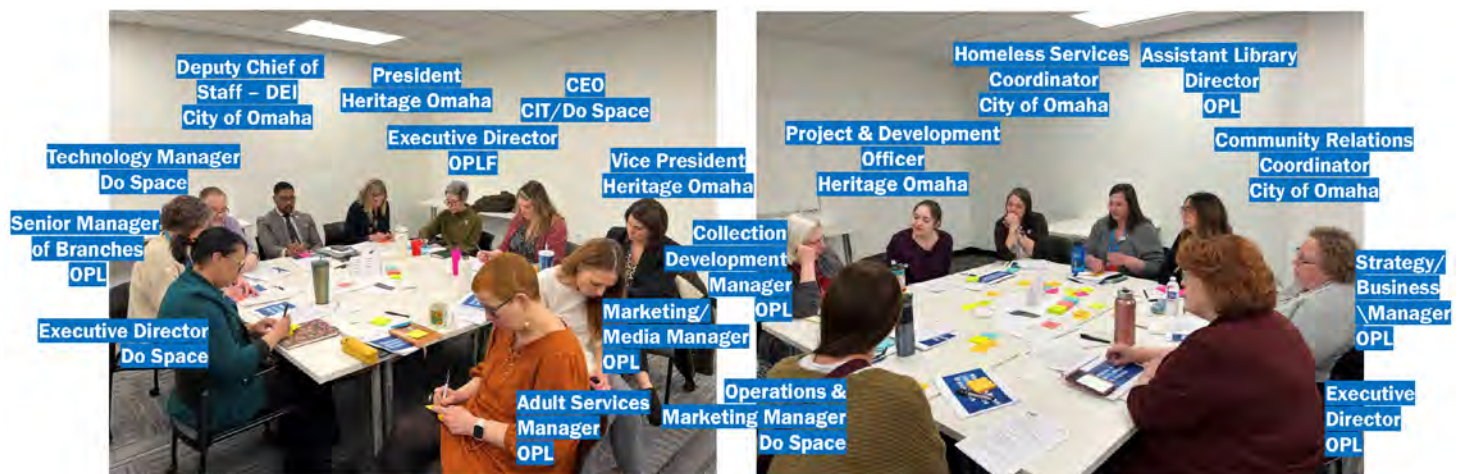 Deputy Chief of
Staff – DEI
City of Omaha
President
Heritage Omaha
CEO
CIT/Do Space
Executive Director
OPLF
Technology Manager
Do Space
Vice President
Heritage Omaha
Senior Manager
of Branches
OPL
Executive Director
Do Space
Marketing/
Media Manager
OPL
Adult Services
Manager
OPL
Homeless Services
Coordinator
City of Omaha
Assistant Library
Director
OPL
Project & Development
Officer
Heritage Omaha
Community Relations
Coordinator
City of Omaha
Collection
Development
Manager
OPL
Strategy/
Business
\Manager
OPL
Operations &
Marketing Manager
Do Space
Executive
Director
OPL